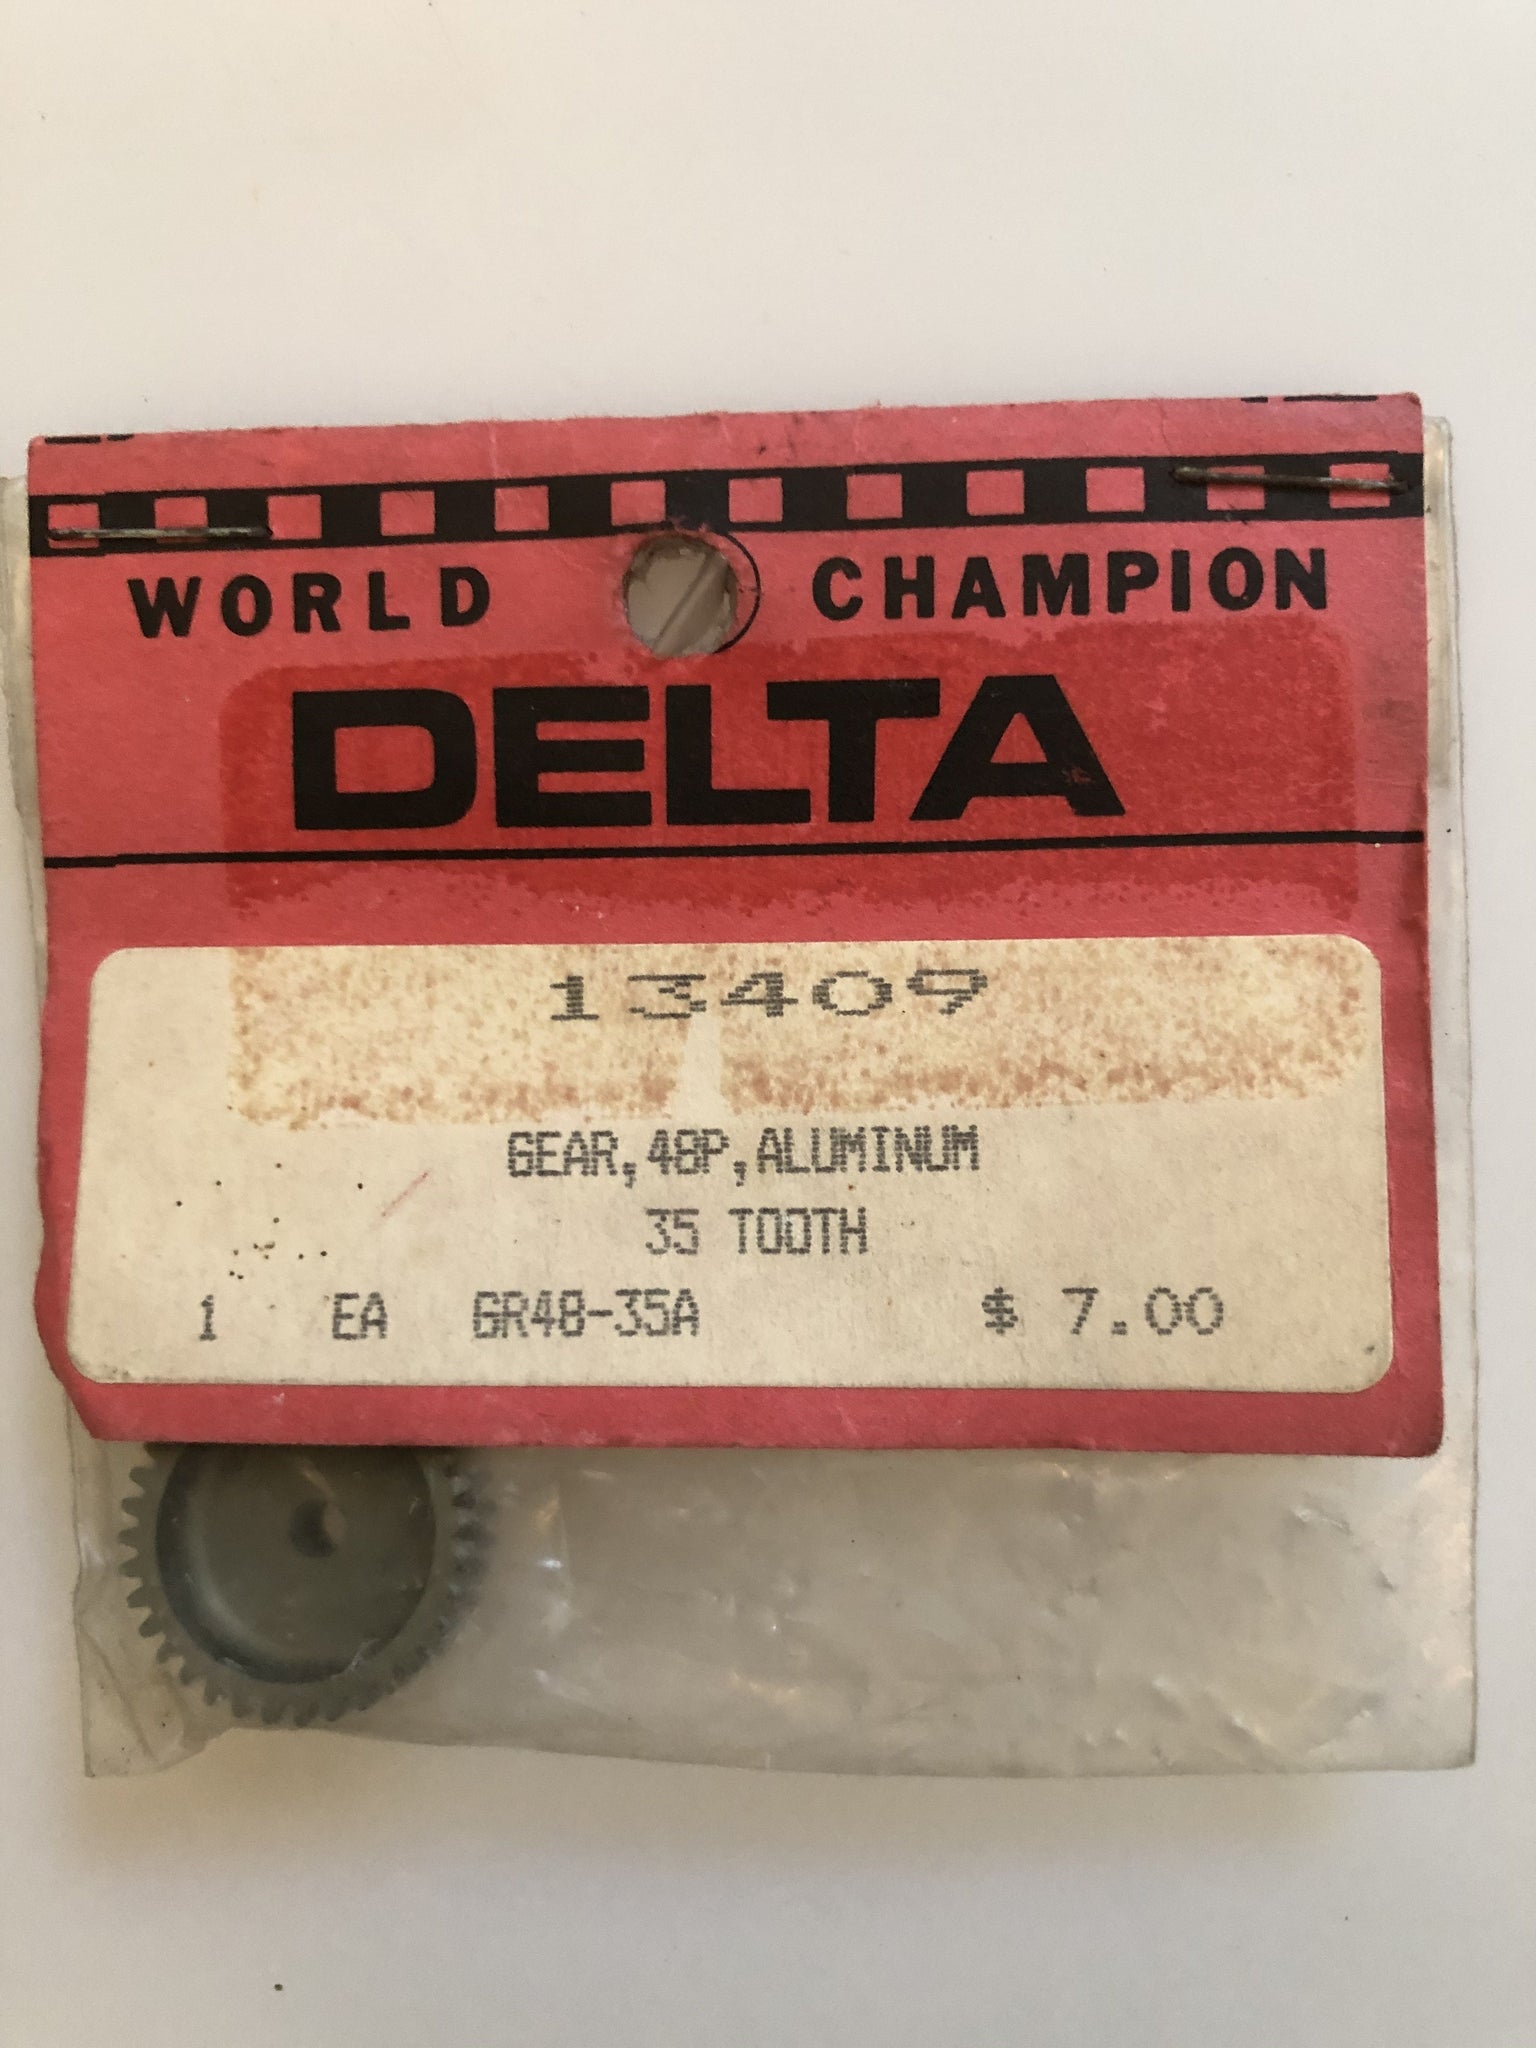 WORLD CHAMPION
DELTA
13409
GEAR,48P,ALUMINUM
35 TOOTH
1 EA GR48-35A $ 7.00